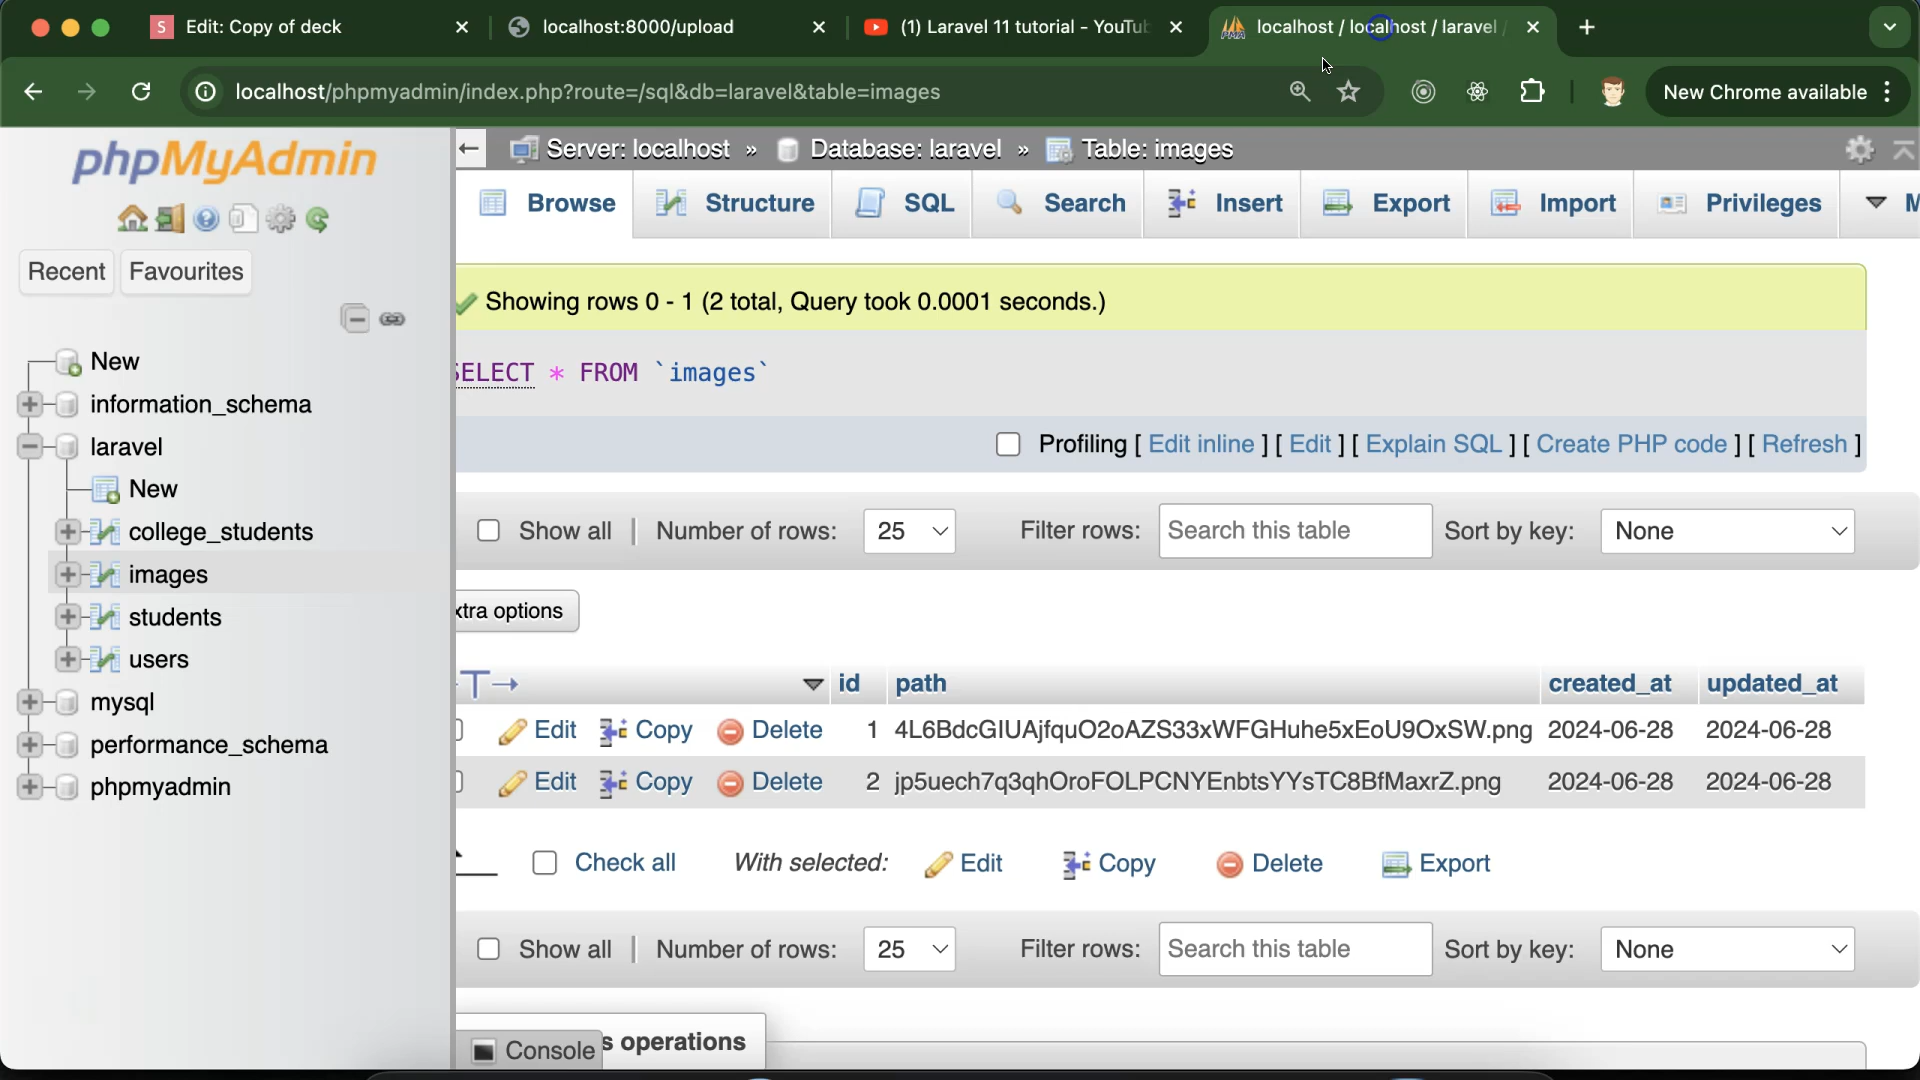 Edit: Copy of deck
localhost:8000/upload
(1) Laravel 11 tutorial - YouTub
localhost / localhost / laravel /
localhost/phpmyadmin/index.php?route=/sql&db=laravel&table=images
New Chrome available
phpMyAdmin
Server: localhost » Database: laravel » Table: images
Browse Structure SQL Search Insert Export Import Privileges M
Recent Favourites
New
information_schema
laravel
New
college_students
images
students
users
mysql
performance_schema
phpmyadmin
Showing rows 0 - 1 (2 total, Query took 0.0001 seconds.)
SELECT * FROM `images`
Profiling [ Edit inline ] [ Edit ] [ Explain SQL ] [ Create PHP code ] [ Refresh ]
Show all | Number of rows: 25 Filter rows: Search this table Sort by key: None
xtra options
id path created_at updated_at
Edit Copy Delete 1 4L6BdcGIUAjfquO2oAZS33xWFGHuhe5xEoU9OxSW.png 2024-06-28 2024-06-28
Edit Copy Delete 2 jp5uech7q3qhOroFOLPCNYEnbtsYYsTC8BfMaxrZ.png 2024-06-28 2024-06-28
Check all With selected: Edit Copy Delete Export
Show all | Number of rows: 25 Filter rows: Search this table Sort by key: None
Console s operations